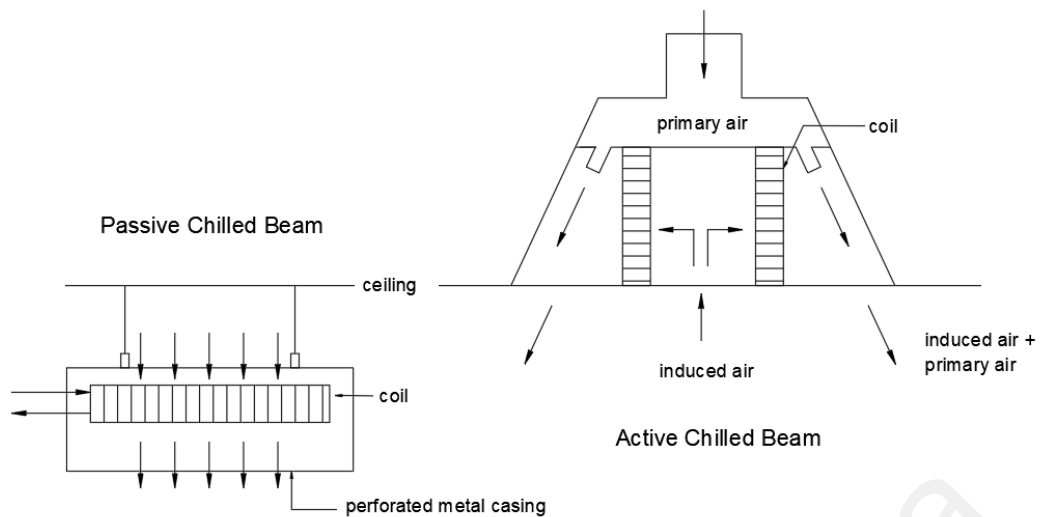 primary air
coil
Passive Chilled Beam
ceiling
induced air +
primary air
induced air
coil
Active Chilled Beam
perforated metal casing